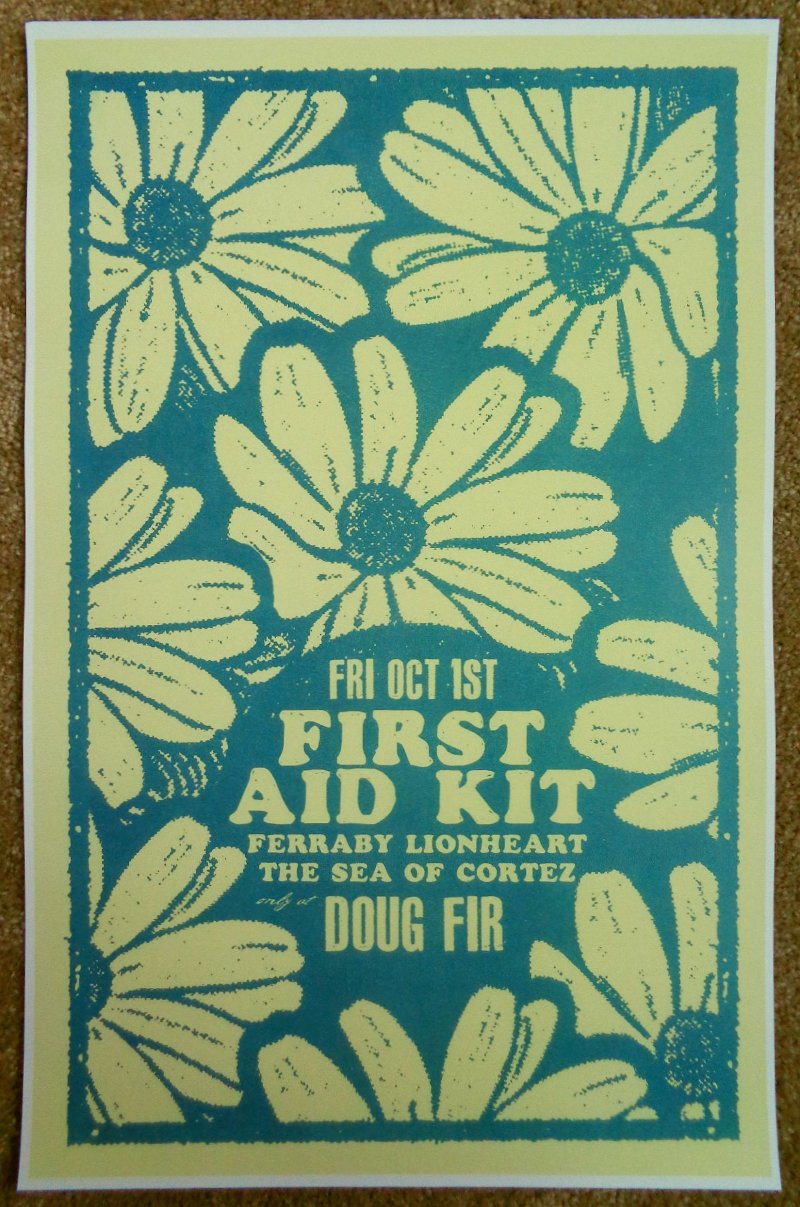 FRI OCT 1ST
FIRST
AID KIT
FERRABY LIONHEART
THE SEA OF CORTEZ
only at
DOUG FIR